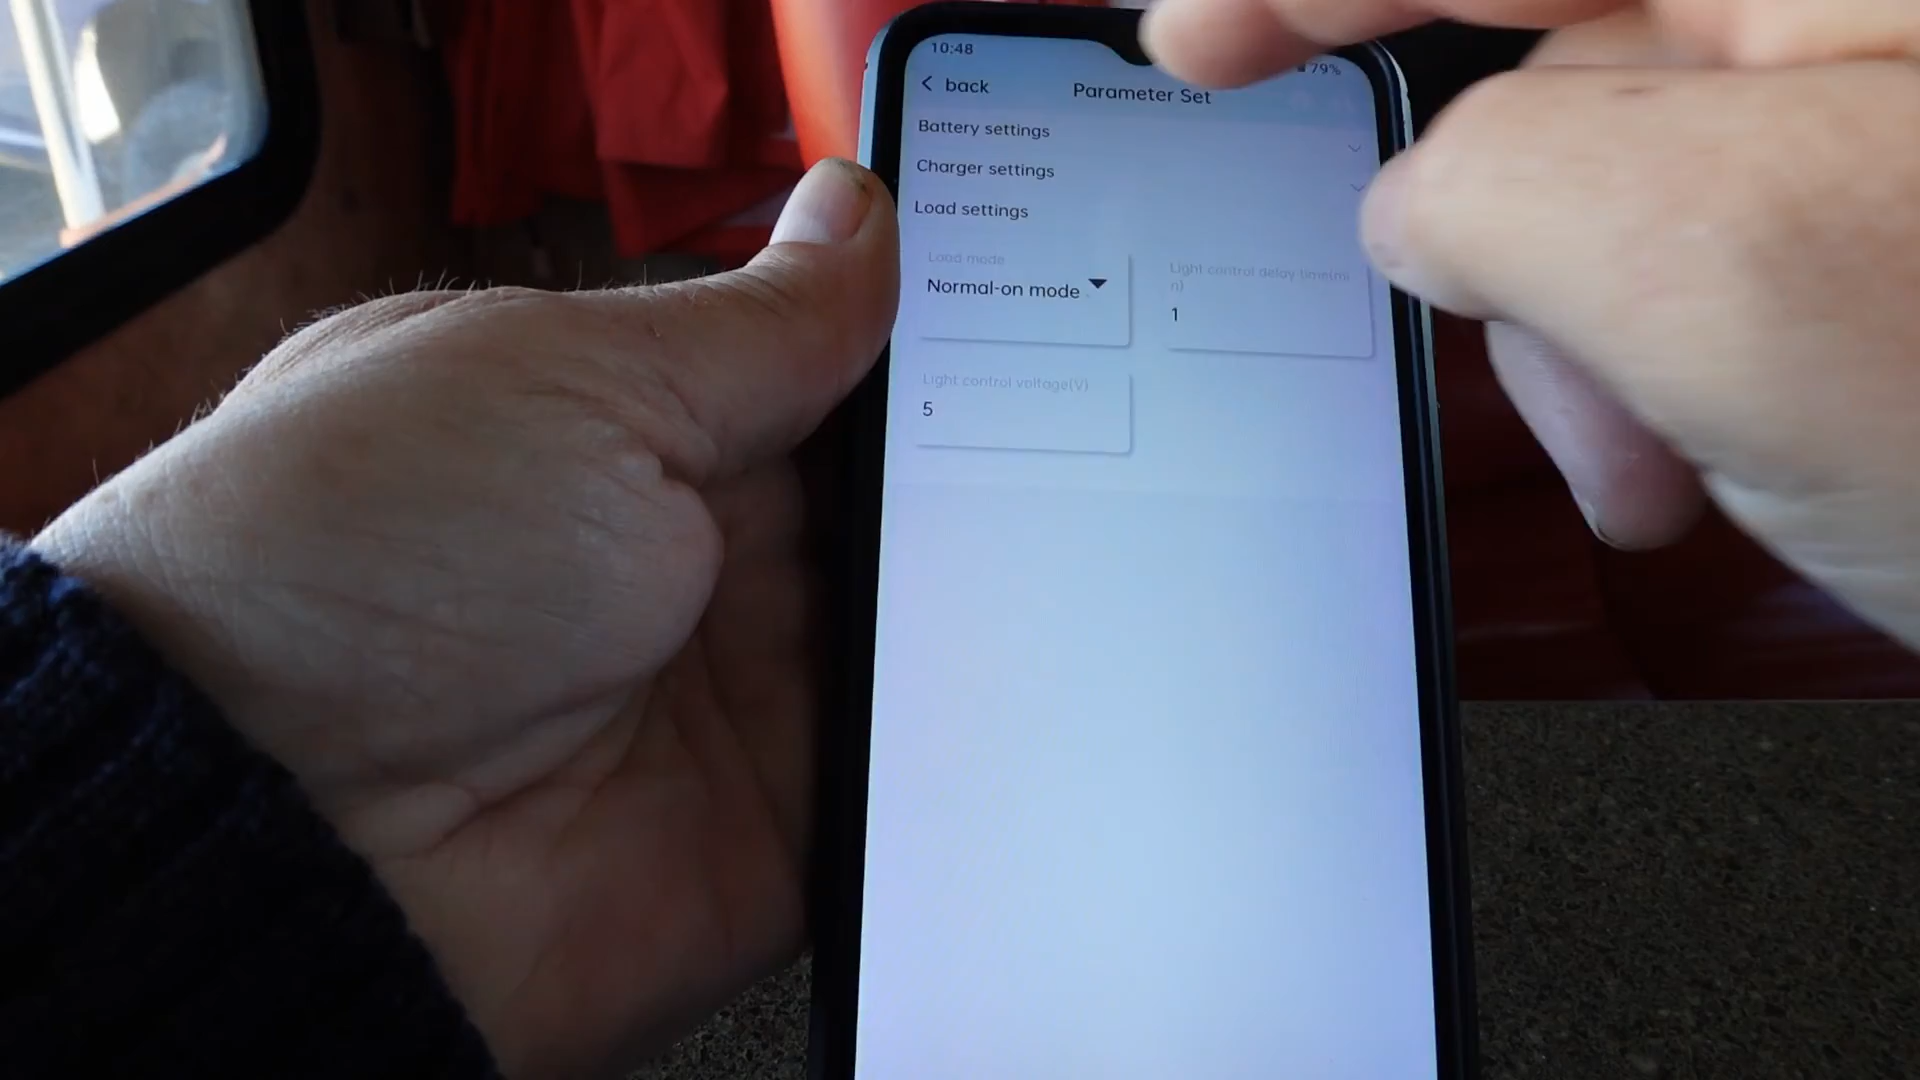 10:48
79%
back
Parameter Set
Battery settings
Charger settings
Load settings
Load mode
Normal-on mode
Light control delay time(mi
n)
1
Light control voltage(V)
5